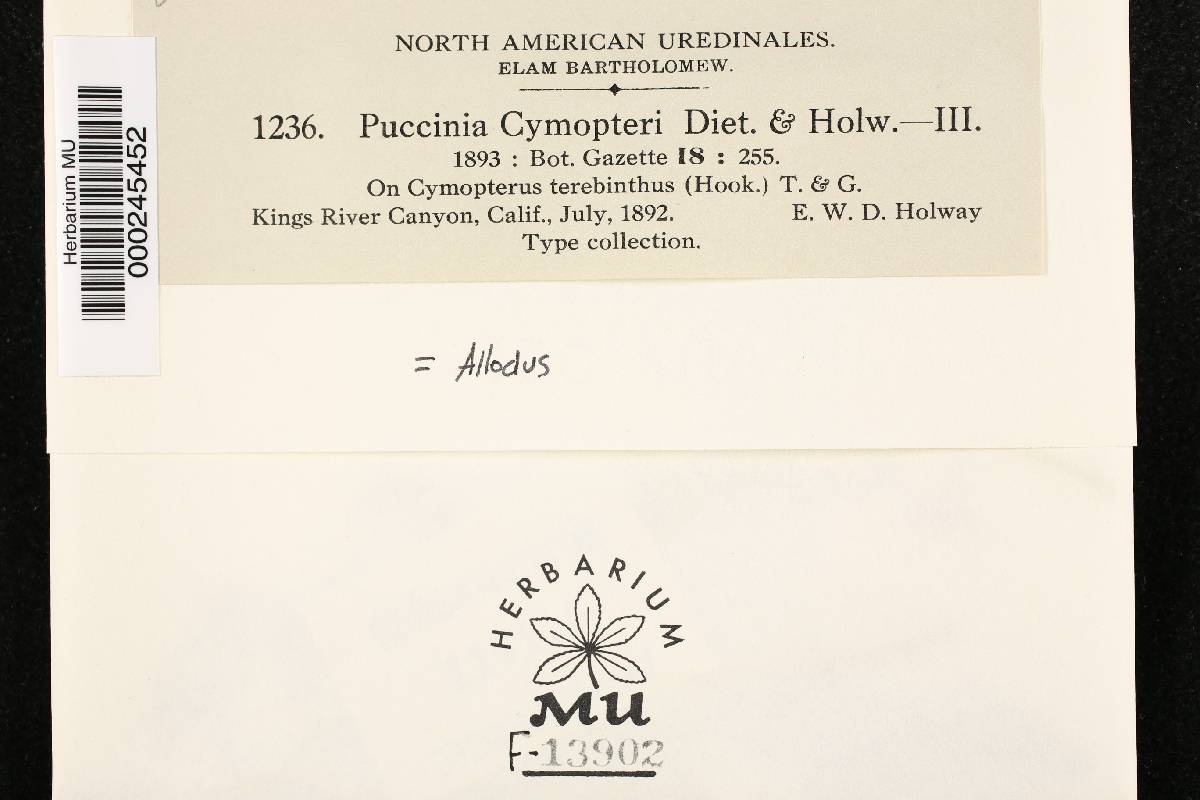 NORTH AMERICAN UREDINALES.
ELAM BARTHOLOMEW.
1236. Puccinia Cymopteri Diet. & Holw.—III.
1893 : Bot. Gazette 18 : 255.
On Cymopterus terebinthus (Hook.) T. & G.
Kings River Canyon, Calif., July, 1892. E. W. D. Holway
Type collection.
Herbarium MU
000245452
= Allodus
HERBARIUM
MU
F-13902